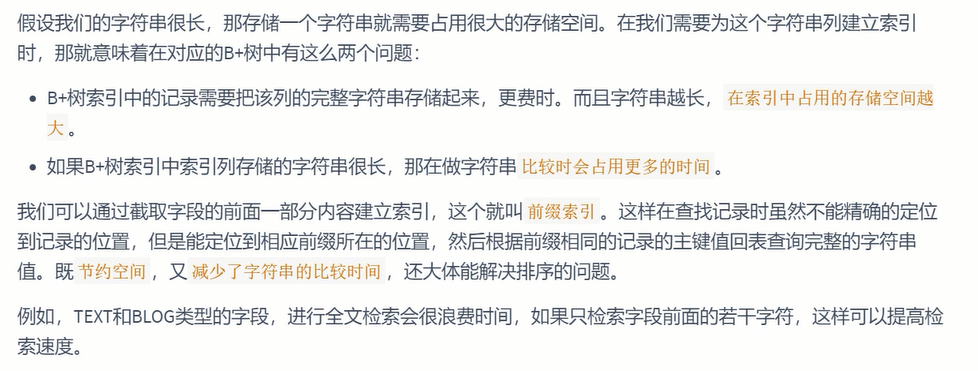 假设我们的字符串很长，那存储一个字符串就需要占用很大的存储空间。在我们需要为这个字符串列建立索引
时，那就意味着在对应的B+树中有这么两个问题：
• B+树索引中的记录需要把该列的完整字符串存储起来，更费时。而且字符串越长， 在索引中占用的存储空间越
大 。
• 如果B+树索引中索引列存储的字符串很长，那在做字符串 比较时会占用更多的时间 。
我们可以通过截取字段的前面一部分内容建立索引，这个就叫 前缀索引 。这样在查找记录时虽然不能精确的定位
到记录的位置，但是能定位到相应前缀所在的位置，然后根据前缀相同的记录的主键值回表查询完整的字符串
值。既 节约空间 ，又 减少了字符串的比较时间 ，还大体能解决排序的问题。
例如，TEXT和BLOG类型的字段，进行全文检索会很浪费时间，如果只检索字段前面的若干字符，这样可以提高检
索速度。